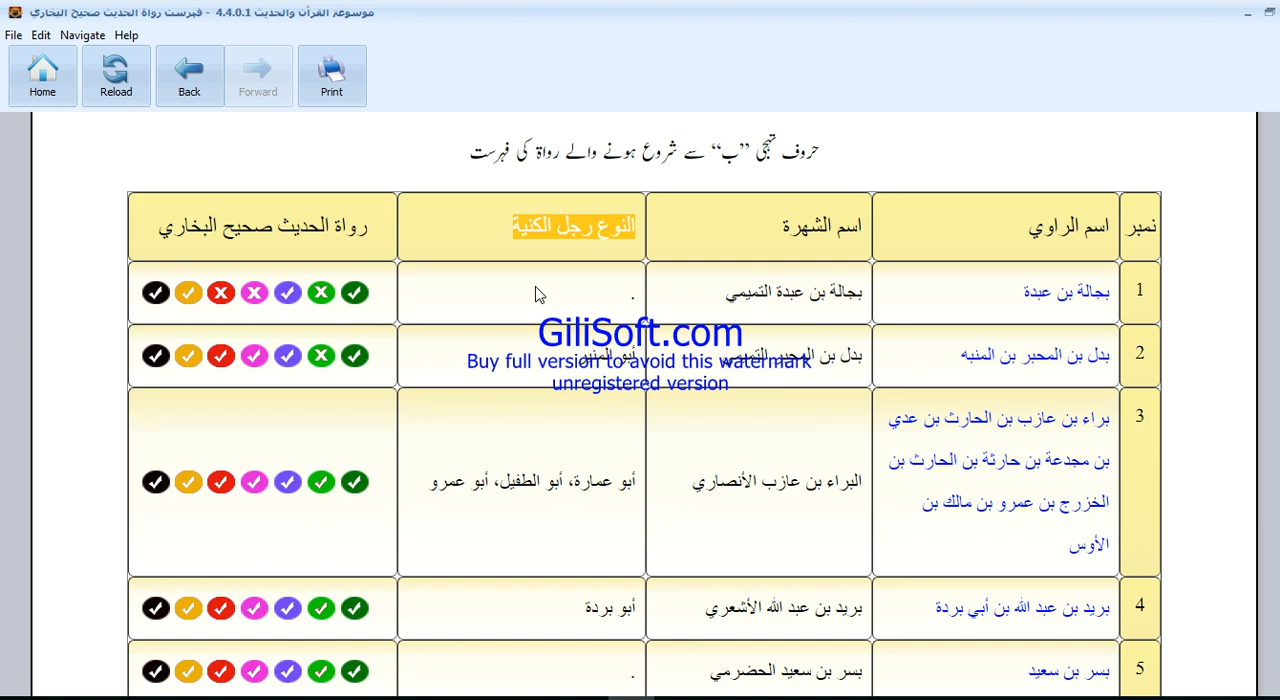 موسوعة القرآن والحديث 4.4.0.1 - فهرست رواة الحديث صحيح البخاري
File Edit Navigate Help
Home Reload Back Forward Print
حروف تہجی ”ب“ سے شروع ہونے والے رواۃ کی فہرست
نمبر اسم الراوي اسم الشهرة النوع رجل الكنية رواة الحديث صحيح البخاري
1 بجالة بن عبدة بجالة بن عبدة التميمي .
GiliSoft.com
Buy full version to avoid this watermark
unregistered version
2 بدل بن المحبر بن المنبه بدل بن المحبر التميمي أبو المنير
3 براء بن عازب بن الحارث بن عدي
بن مجدعة بن حارثة بن الحارث بن
الخزرج بن عمرو بن مالك بن
الأوس
البراء بن عازب الأنصاري أبو عمارة، أبو الطفيل، أبو عمرو
4 بريد بن عبد الله بن أبي بردة بريد بن عبد الله الأشعري أبو بردة
5 بسر بن سعيد بسر بن سعيد الحضرمي .